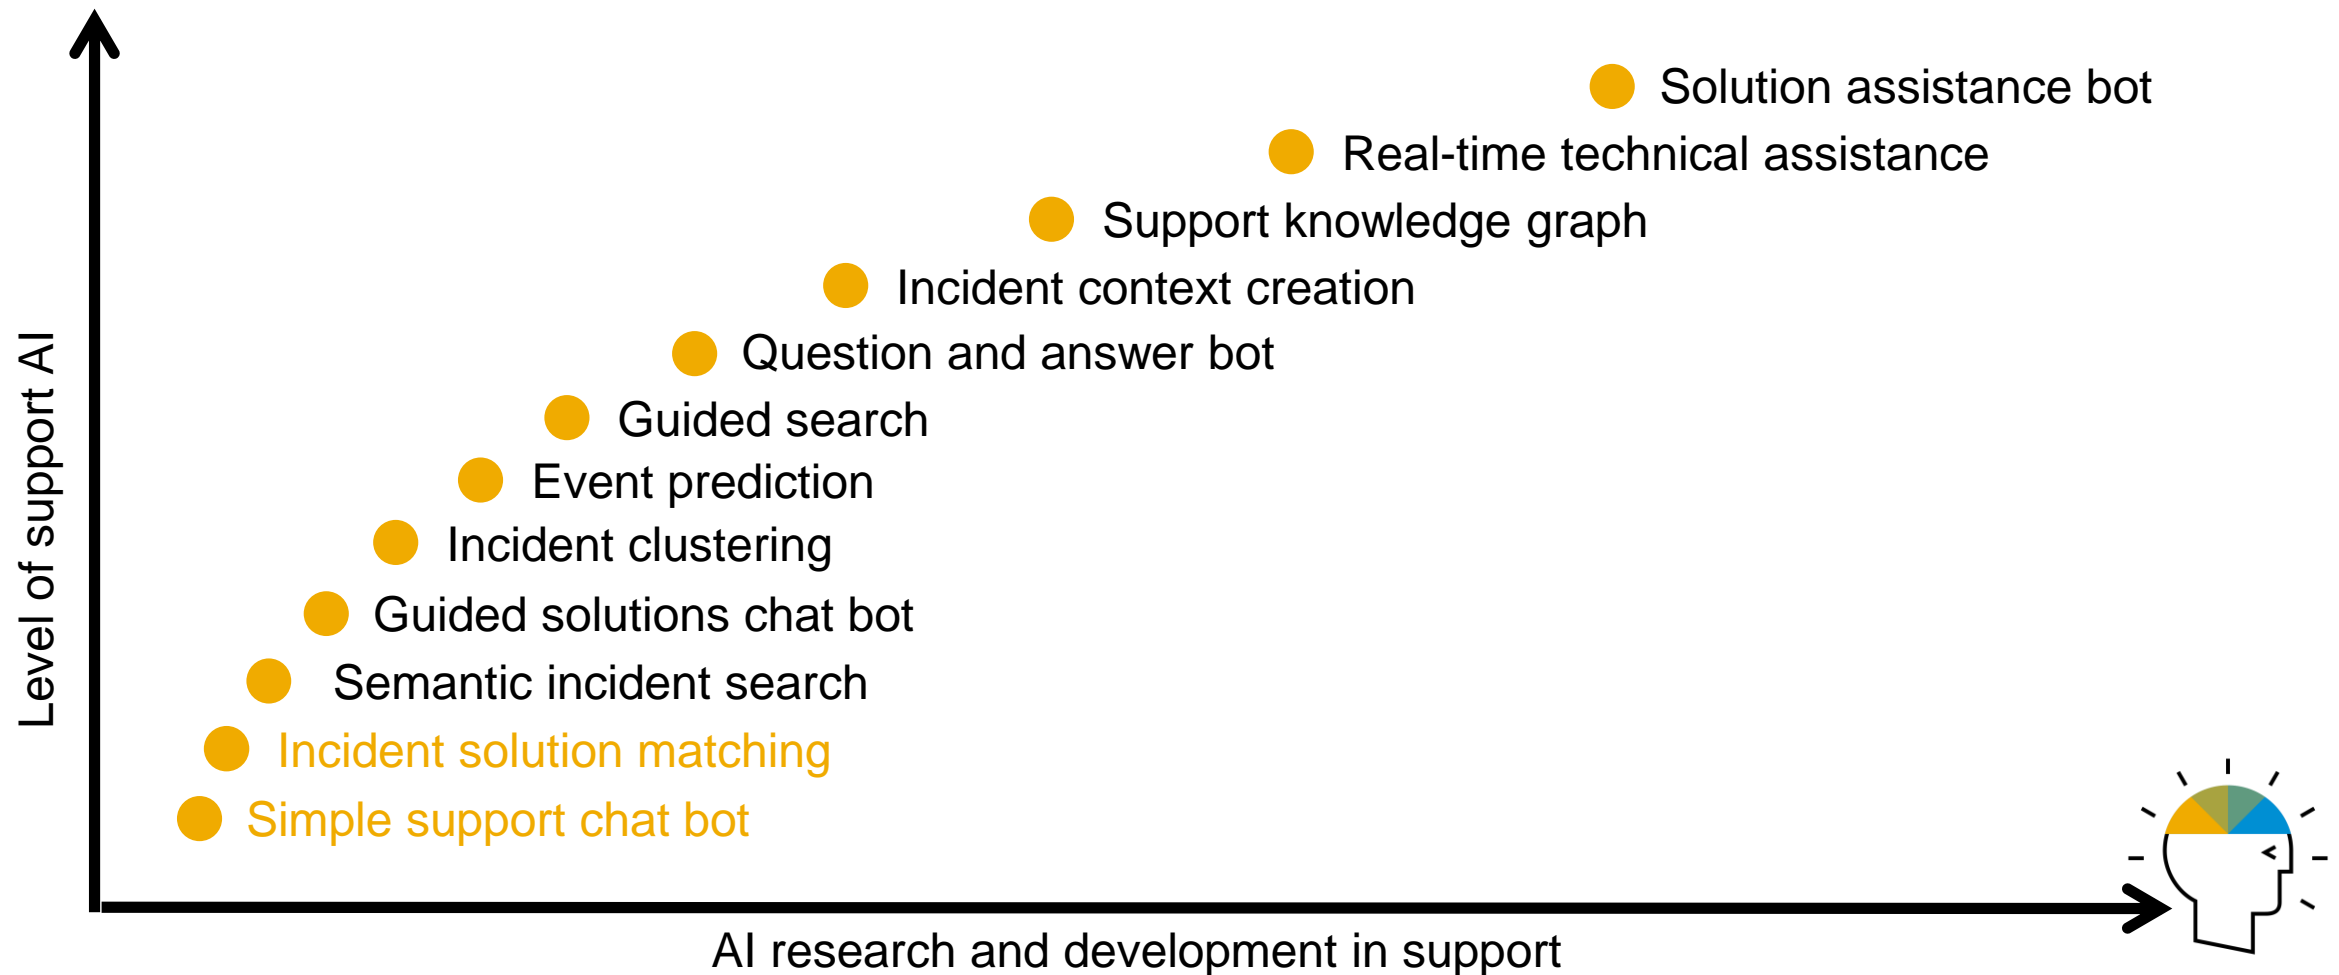 Solution assistance bot
Real-time technical assistance
Support knowledge graph
Incident context creation
Question and answer bot
Guided search
Event prediction
Incident clustering
Guided solutions chat bot
Semantic incident search
Incident solution matching
Simple support chat bot
Level of support AI
AI research and development in support